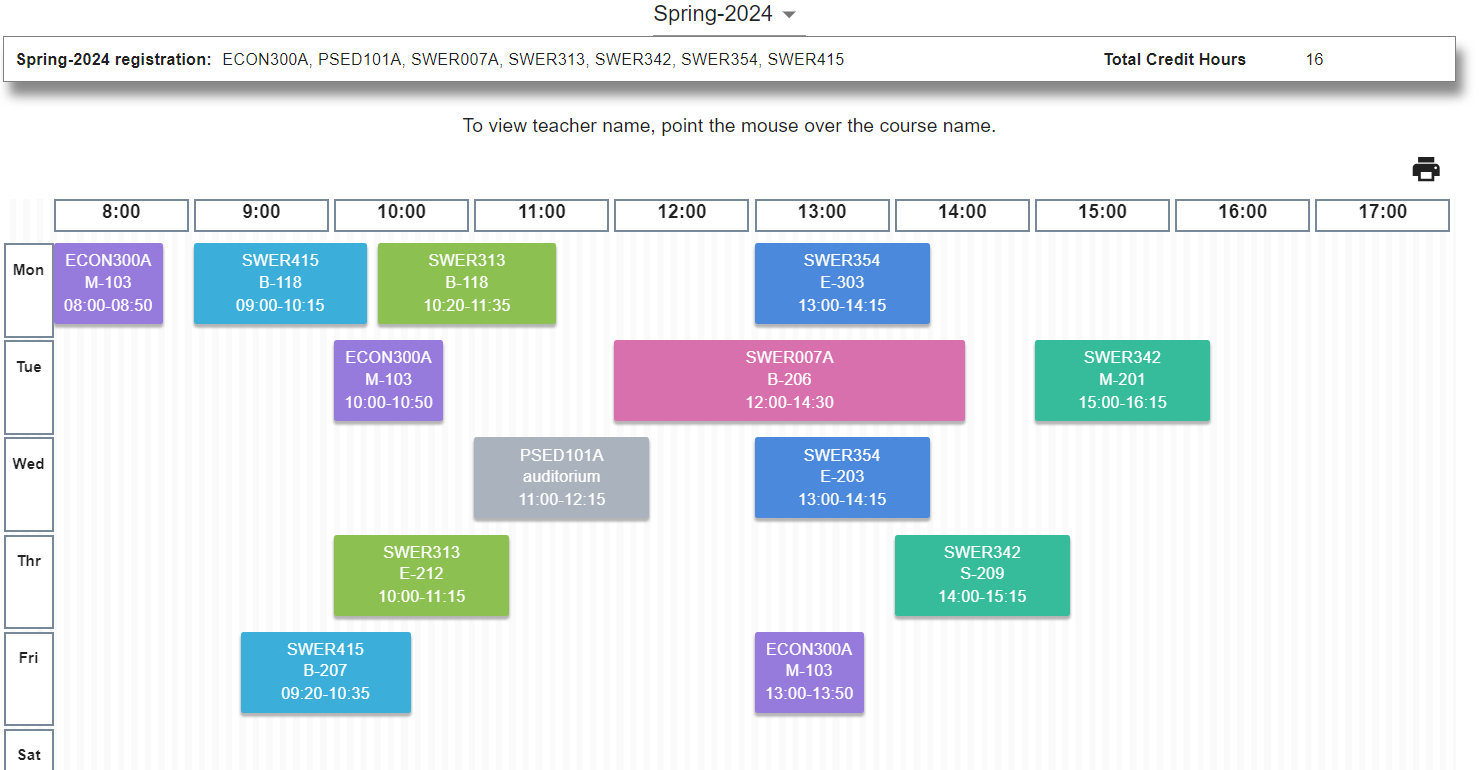 Spring-2024
Spring-2024 registration: ECON300A, PSED101A, SWER007A, SWER313, SWER342, SWER354, SWER415 Total Credit Hours 16
To view teacher name, point the mouse over the course name.
8:00 9:00 10:00 11:00 12:00 13:00 14:00 15:00 16:00 17:00
Mon
ECON300A
M-103
08:00-08:50
SWER415
B-118
09:00-10:15
SWER313
B-118
10:20-11:35
SWER354
E-303
13:00-14:15
Tue
ECON300A
M-103
10:00-10:50
SWER007A
B-206
12:00-14:30
SWER342
M-201
15:00-16:15
Wed
PSED101A
auditorium
11:00-12:15
SWER354
E-203
13:00-14:15
Thr
SWER313
E-212
10:00-11:15
SWER342
S-209
14:00-15:15
Fri
SWER415
B-207
09:20-10:35
ECON300A
M-103
13:00-13:50
Sat